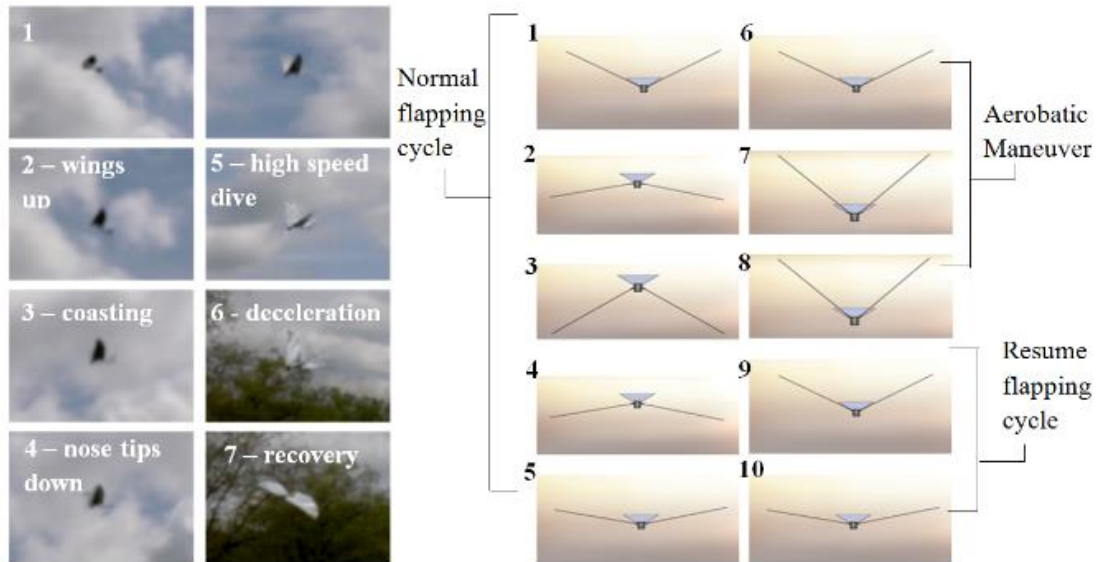 1
2 – wings
up
5 – high speed
dive
3 – coasting
6 - deceleration
4 – nose tips
down
7 – recovery
Normal
flapping
cycle
1
2
3
4
5
6
7
8
9
10
Aerobatic
Maneuver
Resume
flapping
cycle